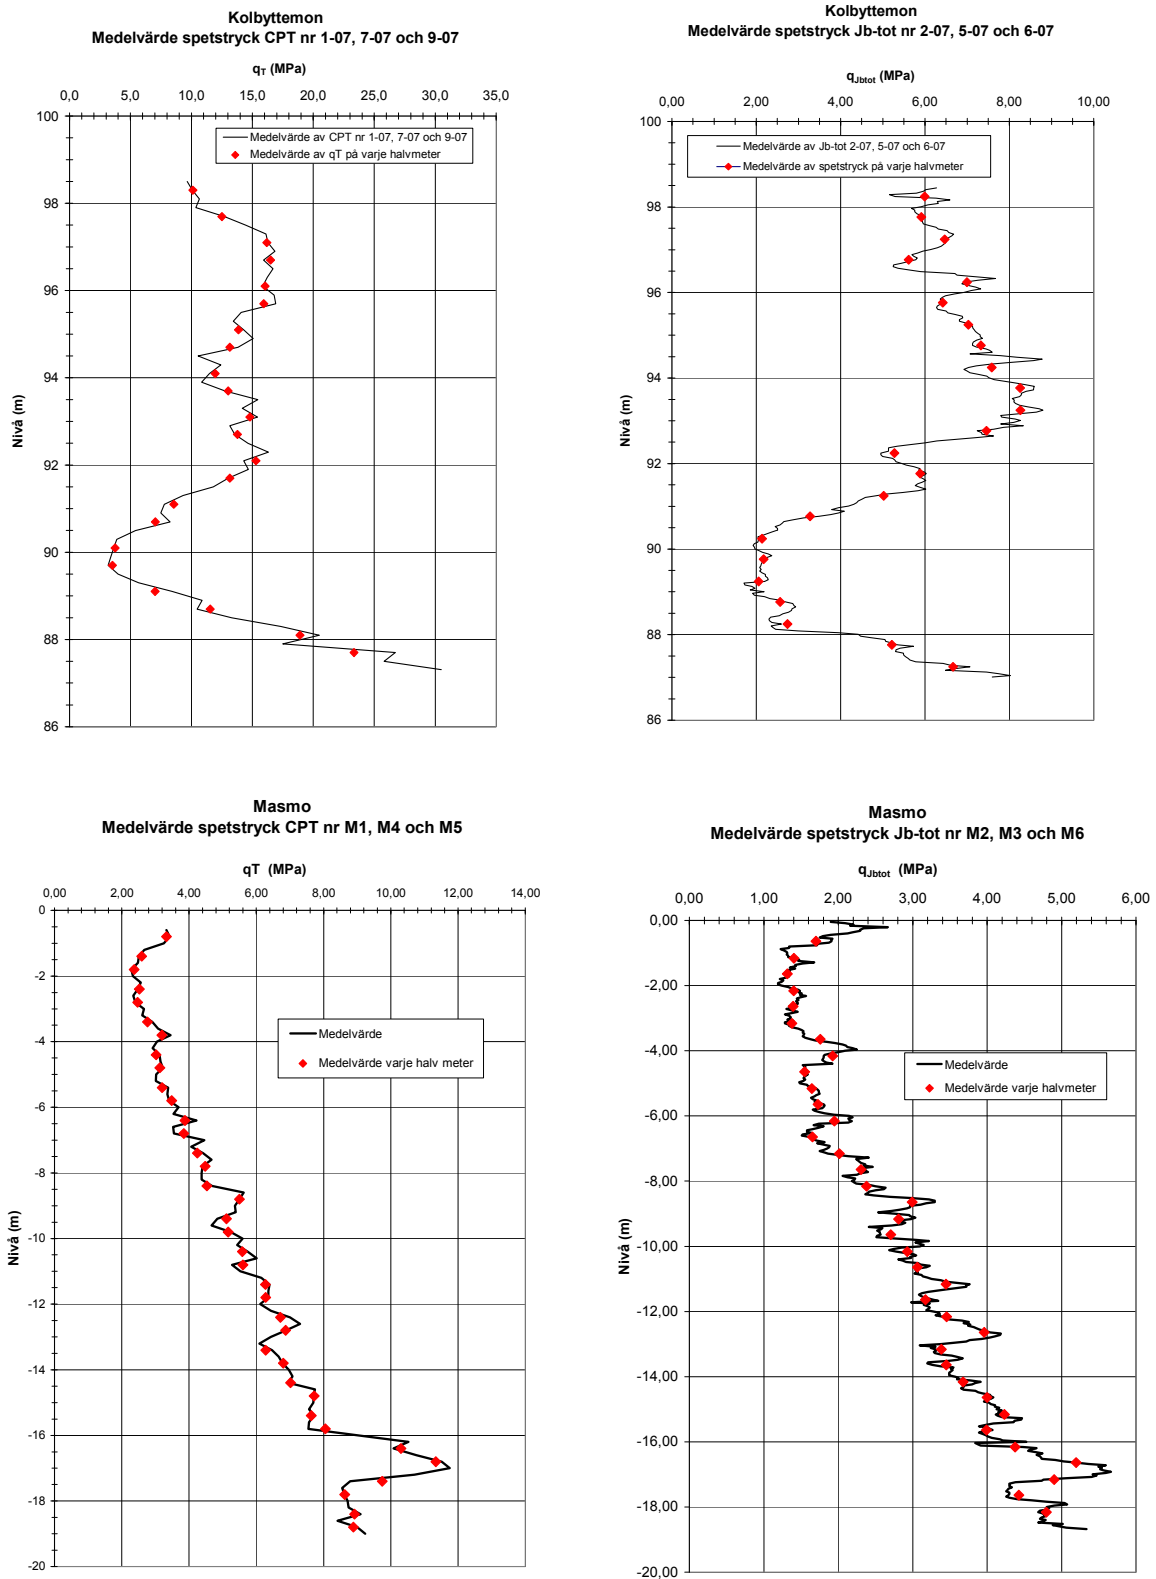 Kolbyttemon
Medelvärde spetstryck CPT nr 1-07, 7-07 och 9-07
qT (MPa)
0,0 5,0 10,0 15,0 20,0 25,0 30,0 35,0
100
98
96
94
92
90
88
86
Nivå (m)
Medelvärde av CPT nr 1-07, 7-07 och 9-07
Medelvärde av qT på varje halvmeter
Kolbyttemon
Medelvärde spetstryck Jb-tot nr 2-07, 5-07 och 6-07
qJbtot (MPa)
0,00 2,00 4,00 6,00 8,00 10,00
100
98
96
94
92
90
88
86
Nivå (m)
Medelvärde av Jb-tot 2-07, 5-07 och 6-07
Medelvärde av spetstryck på varje halvmeter
Masmo
Medelvärde spetstryck CPT nr M1, M4 och M5
qT (MPa)
0,00 2,00 4,00 6,00 8,00 10,00 12,00 14,00
0
-2
-4
-6
-8
-10
-12
-14
-16
-18
-20
Nivå (m)
Medelvärde
Medelvärde varje halv meter
Masmo
Medelvärde spetstryck Jb-tot nr M2, M3 och M6
qJbtot (MPa)
0,00 1,00 2,00 3,00 4,00 5,00 6,00
0,00
-2,00
-4,00
-6,00
-8,00
-10,00
-12,00
-14,00
-16,00
-18,00
-20,00
Nivå (m)
Medelvärde
Medelvärde varje halvmeter